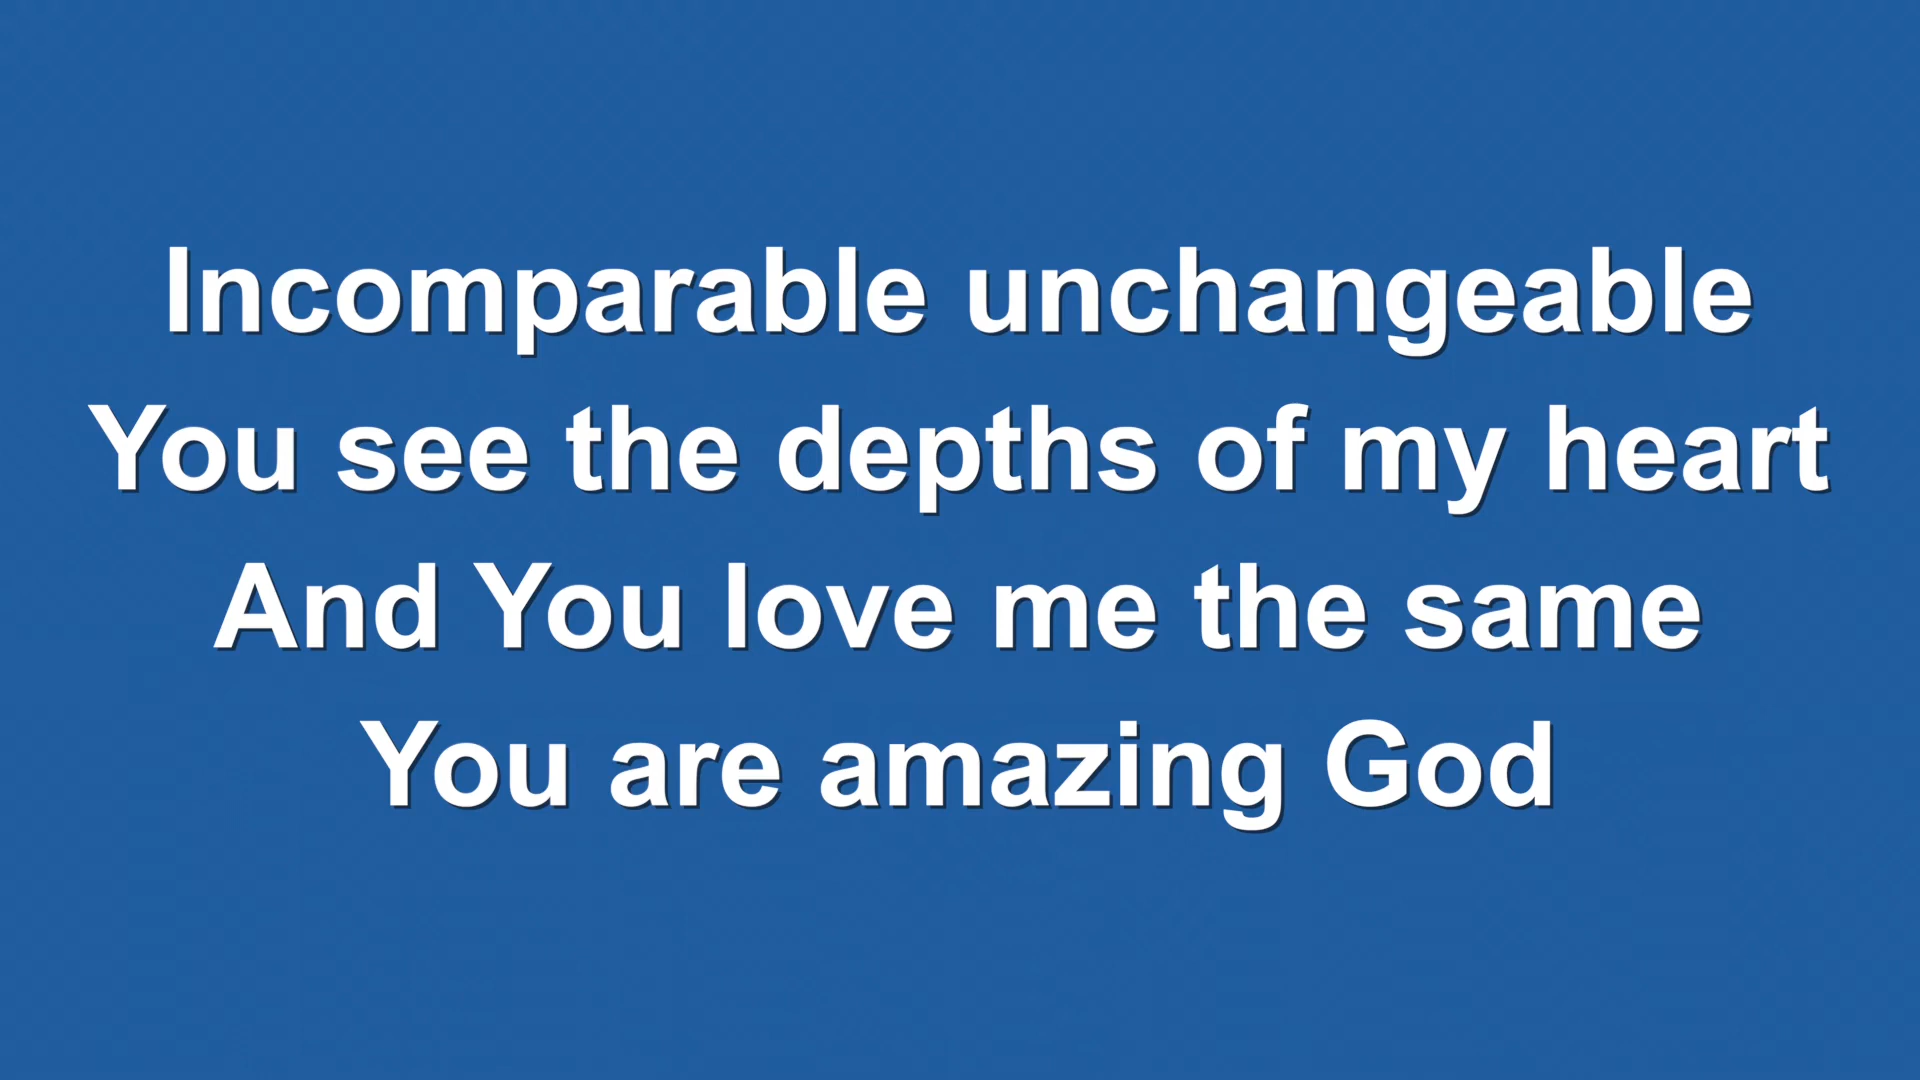 Incomparable unchangeable
You see the depths of my heart
And You love me the same
You are amazing God